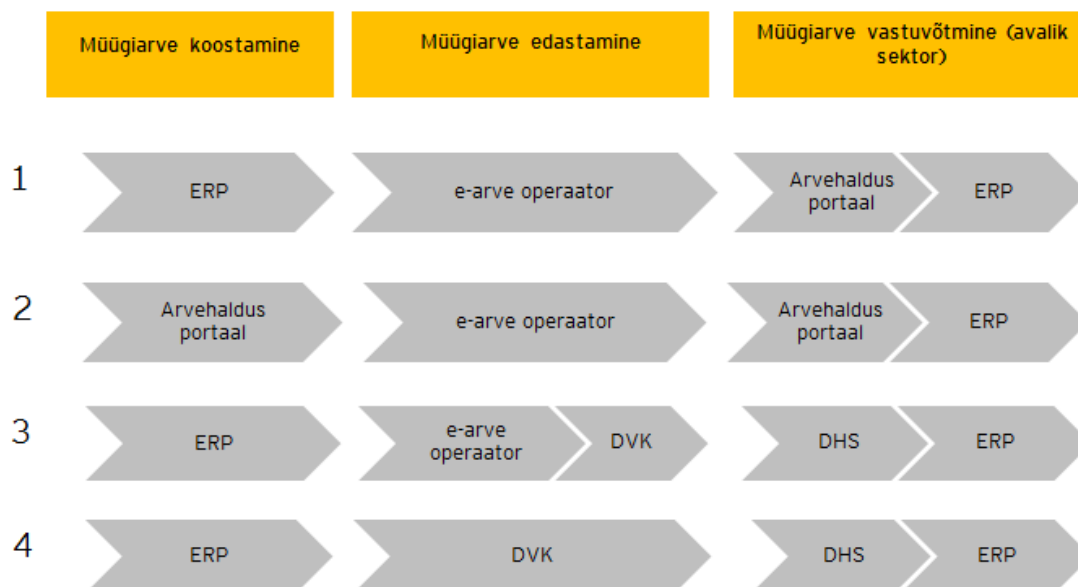 Müügiarve koostamine
Müügiarve edastamine
Müügiarve vastuvõtmine (avalik
sektor)
1
ERP
e-arve operaator
Arvehaldus
portaal
ERP
2
Arvehaldus
portaal
e-arve operaator
Arvehaldus
portaal
ERP
3
ERP
e-arve
operaator
DVK
DHS
ERP
4
ERP
DVK
DHS
ERP